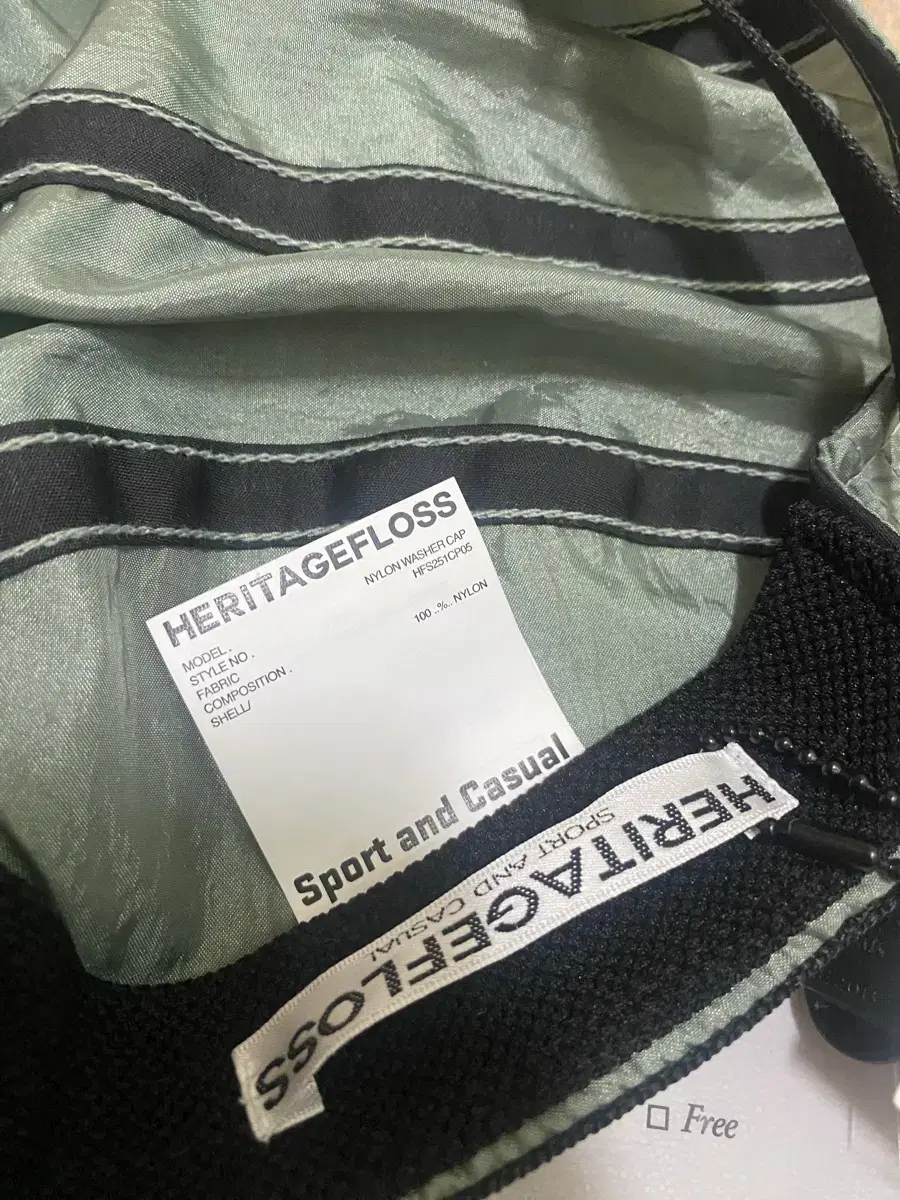 HERITAGEFLOSS
MODEL . NYLON WASHER CAP
STYLE NO . HFS251CP05
FABRIC
COMPOSITION .
SHELL/ 100 ..%.. NYLON
Sport and Casual
HERITAGEFLOSS
SPORT AND CASUAL
□ Free